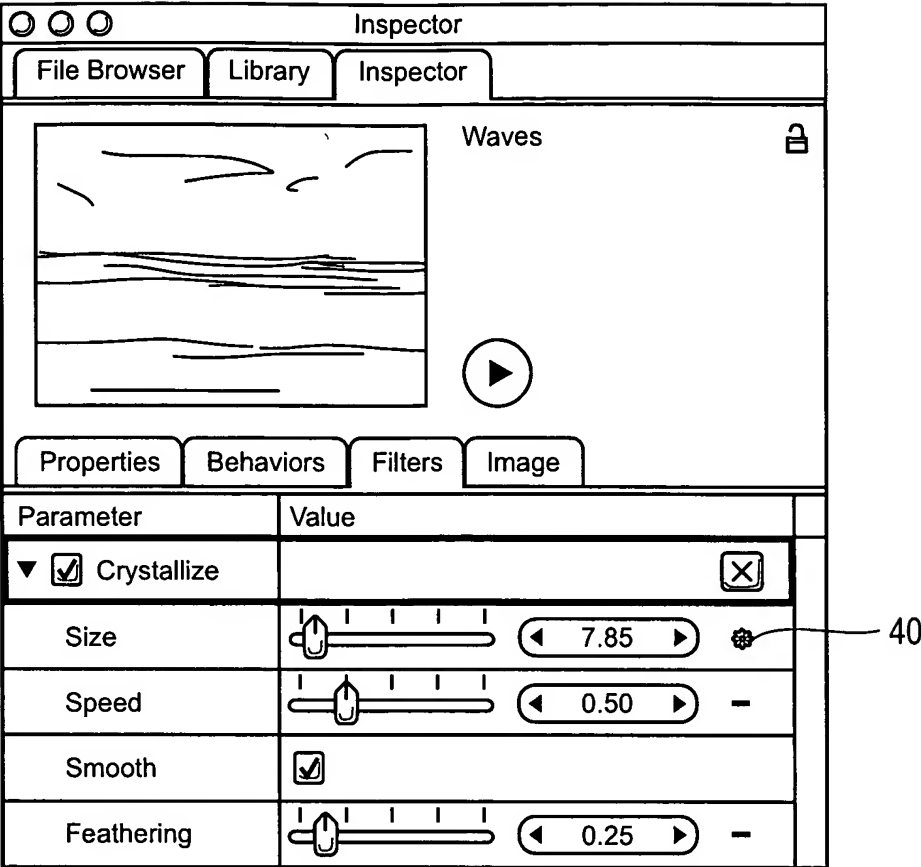 Inspector
File Browser Library Inspector
Waves
Properties Behaviors Filters Image
Parameter Value
Crystallize
Size 7.85 40
Speed 0.50
Smooth
Feathering 0.25